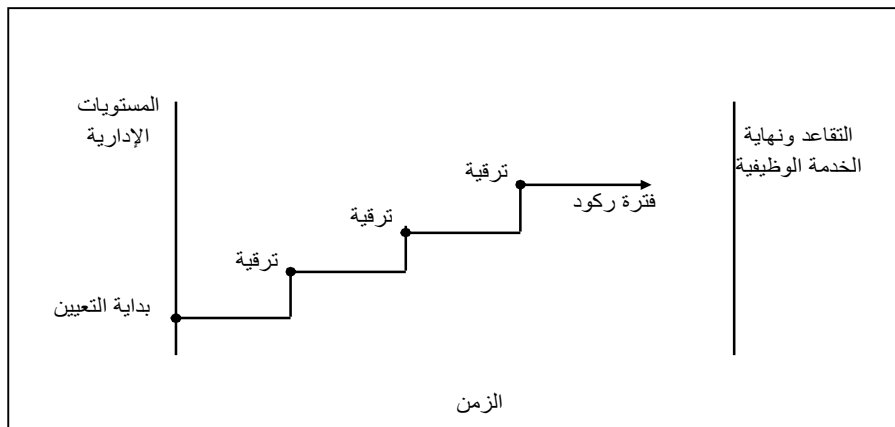 المستويات
الإدارية
التقاعد ونهاية
الخدمة الوظيفية
ترقية
فترة ركود
ترقية
ترقية
بداية التعيين
الزمن